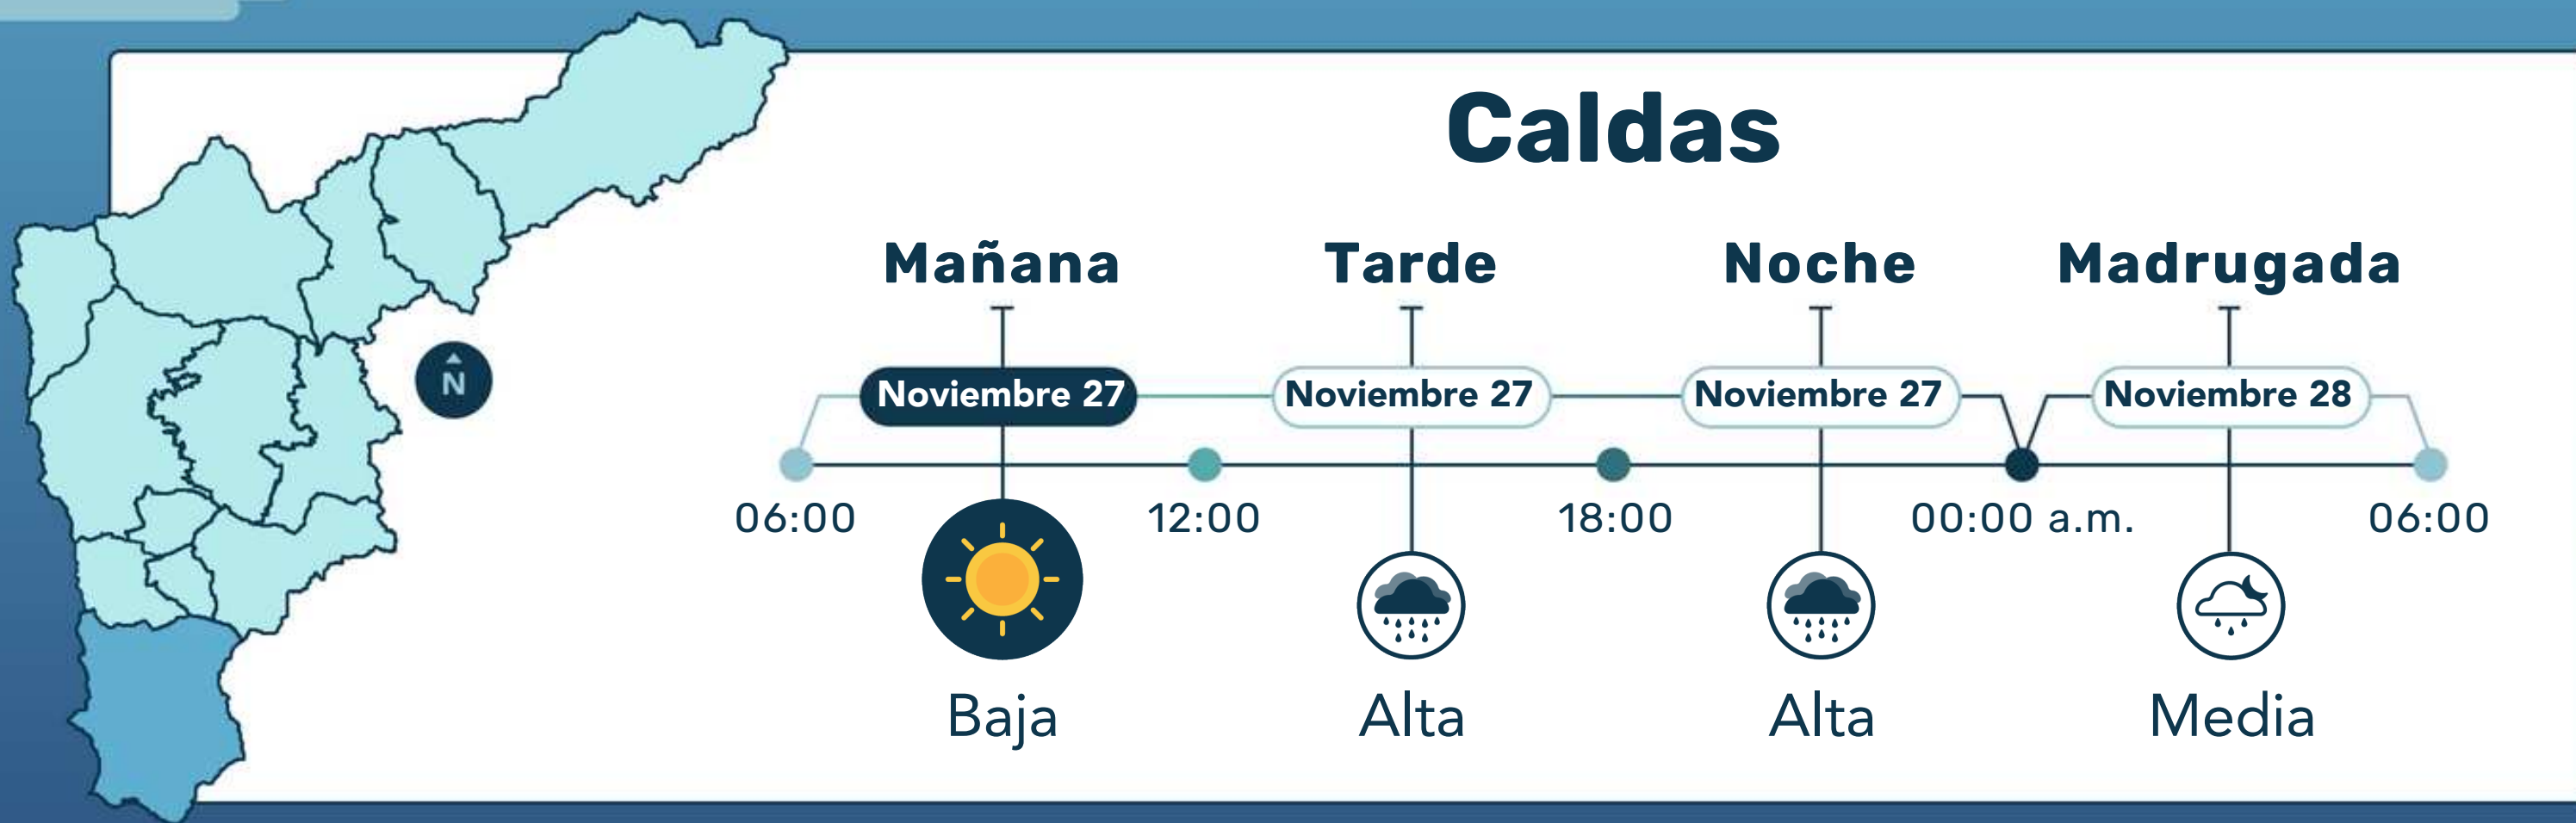 Caldas
Mañana Tarde Noche Madrugada
N
Noviembre 27 Noviembre 27 Noviembre 27 Noviembre 28
06:00 12:00 18:00 00:00 a.m. 06:00
Baja Alta Alta Media